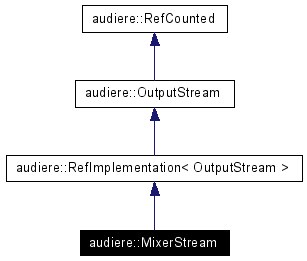 audiere::RefCounted
audiere::OutputStream
audiere::RefImplementation< OutputStream >
audiere::MixerStream